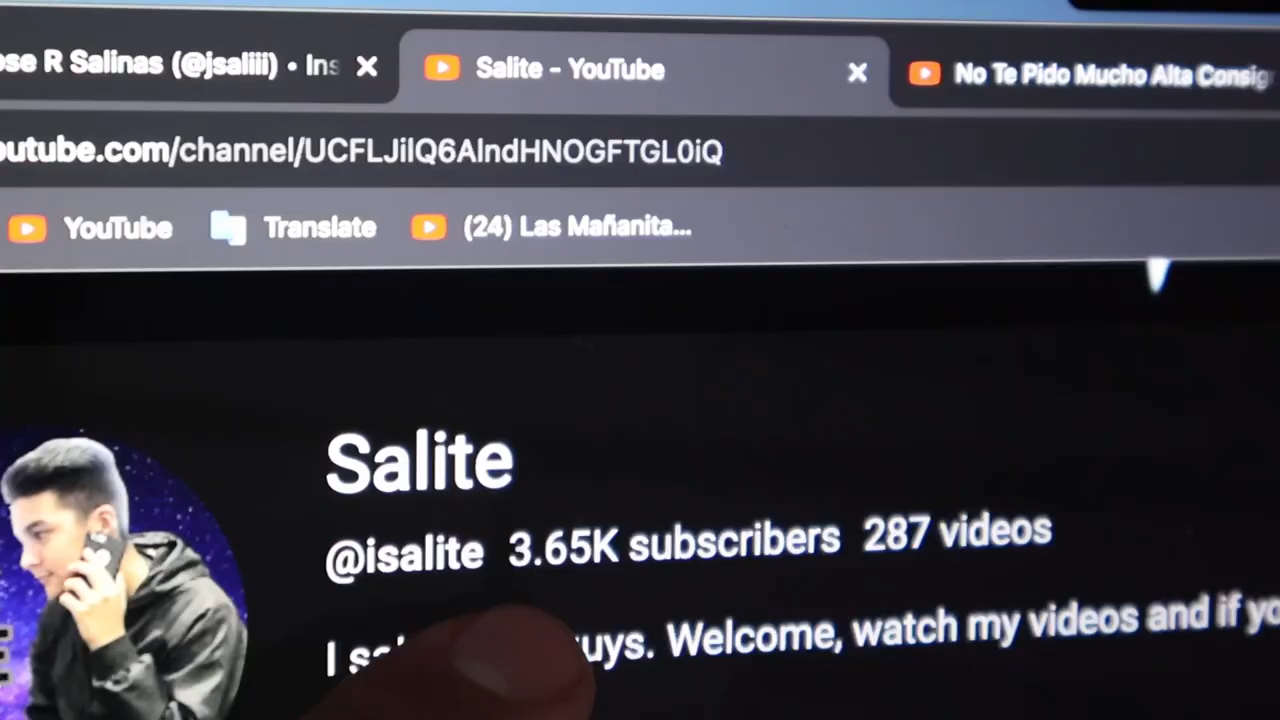 ose R Salinas (@jsaliii) • Ins
Salite - YouTube
No Te Pido Mucho Alta Consig
outube.com/channel/UCFLJilQ6AlndHNOGFTGL0iQ
YouTube
Translate
(24) Las Mañanita...
Salite
@isalite 3.65K subscribers 287 videos
I uys. Welcome, watch my videos and if yo